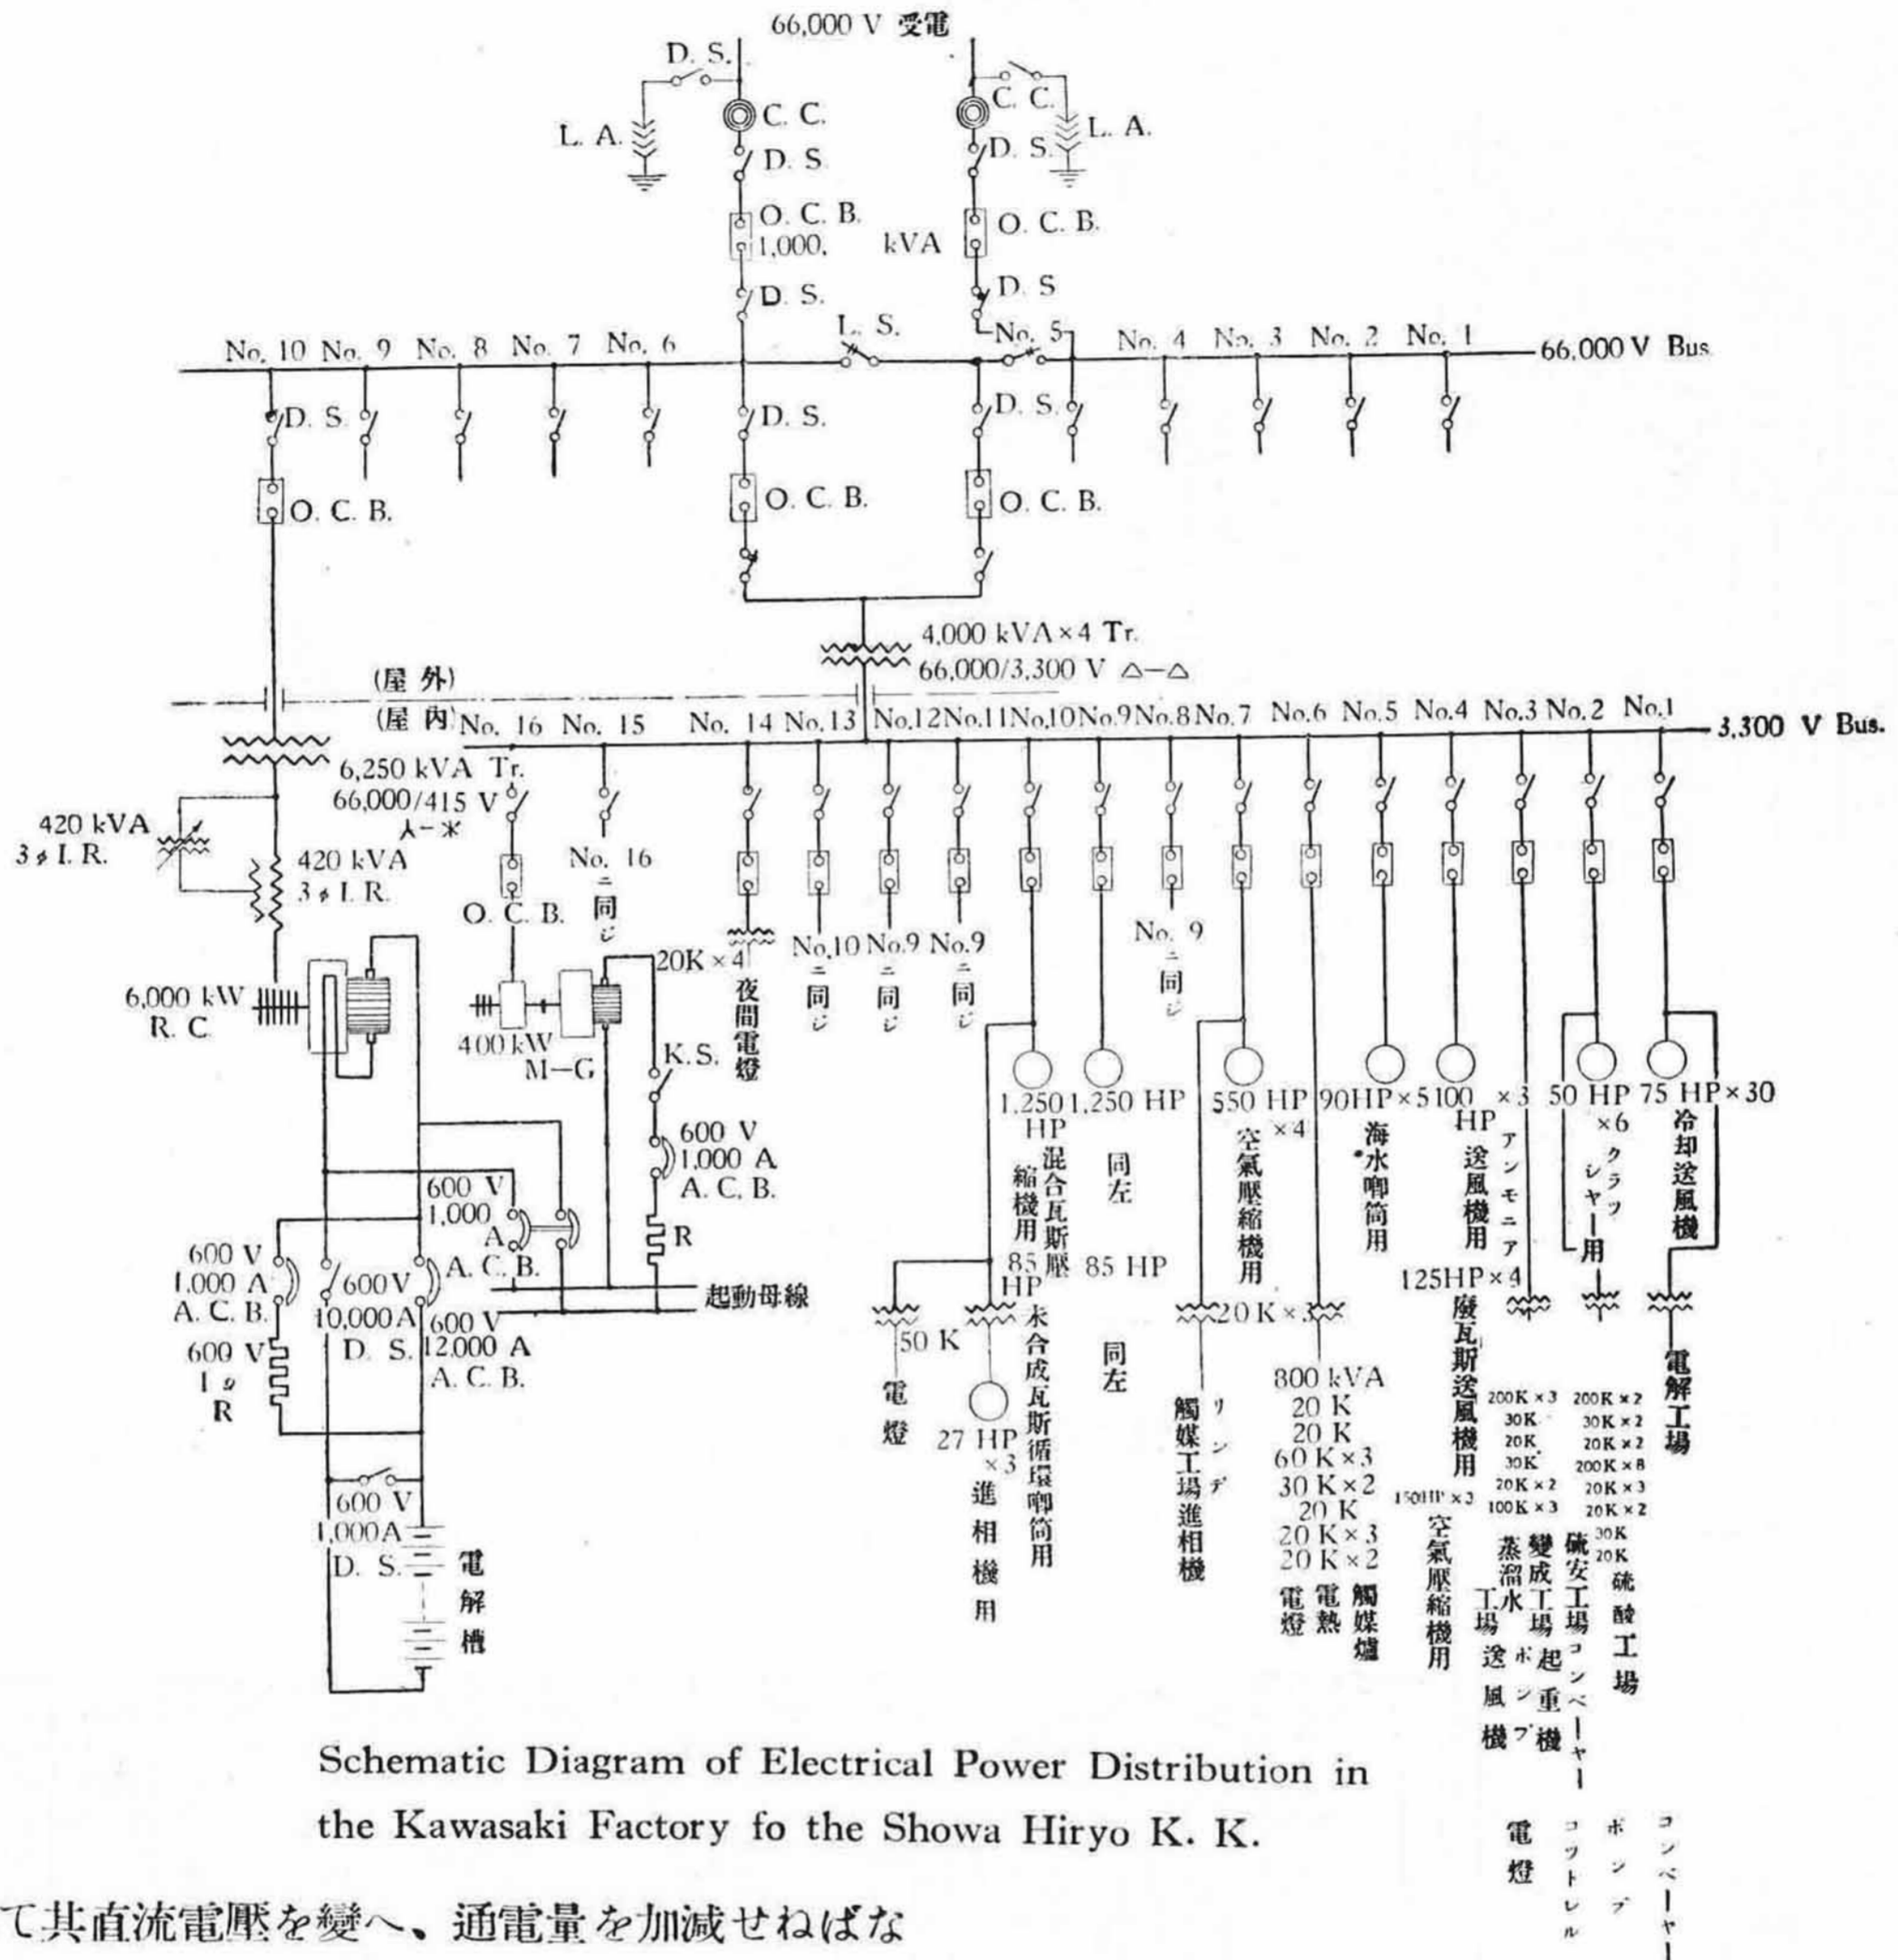 66,000 V 受電
D. S.
C. C.
L. A.
D. S.
O. C. B.
1,000,
kVA
D. S.
C. C.
L. A.
D. S.
O. C. B.
D. S
L. S.
No. 10 No. 9 No. 8 No. 7 No. 6
No. 5 No. 4 No. 3 No. 2 No. 1
66,000 V Bus.
D. S.
D. S.
D. S.
O. C. B.
O. C. B.
O. C. B.
4,000 kVA×4 Tr.
66,000/3,300 V △—△
(屋外)
(屋內)
No. 16 No. 15 No. 14 No. 13 No.12 No.11 No.10 No.9 No.8 No.7 No.6 No.5 No.4 No.3 No.2 No.1
3,300 V Bus.
6,250 kVA Tr.
66,000/415 V
420 kVA
3φ I. R.
420 kVA
3φ I. R.
O. C. B.
No. 16
ニ同ジ
20K×4
夜間電燈
No.10
ニ同ジ
No.9
ニ同ジ
No.9
ニ同ジ
No. 9
ニ同ジ
6,000 kW
R. C.
400 kW
M—G
K.S.
600 V
1,000 A
A. C. B.
R
600 V
1,000
A
A. C. B.
600 V
1,000 A
A. C. B.
600 V
10,000 A
D. S.
600 V
12,000 A
A. C. B.
起動母線
600 V
1Ω
R
600 V
1,000 A
D. S.
電解槽
1,250
HP
混合瓦斯壓
縮機用
85
HP
未合成瓦斯循環喞筒用
50 K
電燈
27 HP
×3
進相機用
1,250 HP
同左
85 HP
同左
550 HP
×4
空氣壓縮機用
20 K×3
リンデ
觸媒工場進相機
800 kVA
20 K
20 K
60 K×3
30 K×2
20 K
20 K×3
20 K×2
觸媒爐
電熱
電燈
90HP×5
海水喞筒用
100 ×3
HP
アンモニア
送風機用
125HP×4
廢瓦斯送風機用
150HP×3
空氣壓縮機用
200K×3
30K
20K
30K
20K×2
100K×3
變成工場起重機
蒸溜水ポンプ
工場送風機
電燈
50 HP
×6
クラツ
シヤー用
200K×2
30K×2
20K×2
200K×8
20K×3
20K×2
30K
20K
硫酸工場
硫安工場コンベーヤー
コツトレル
ポンプ
コンベーヤー
75 HP×30
冷却送風機
電解工場
Schematic Diagram of Electrical Power Distribution in
the Kawasaki Factory fo the Showa Hiryo K. K.
て共直流電壓を變へ、通電量を加減せねばな